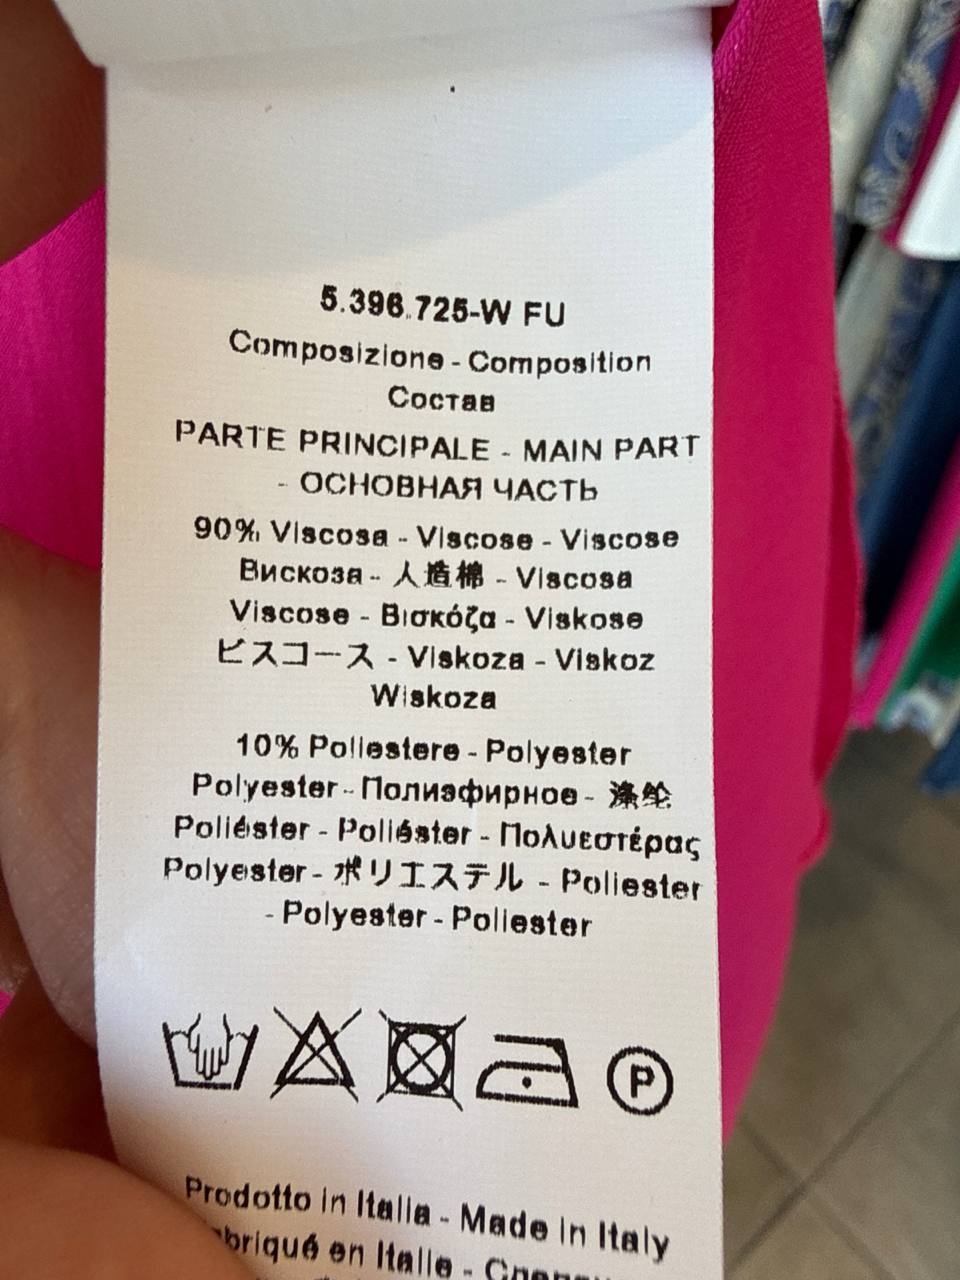 5.396.725-W FU
Composizione - Composition
Состав
PARTE PRINCIPALE - MAIN PART
- ОСНОВНАЯ ЧАСТЬ
90% Viscosa - Viscose - Viscose
Вискоза - 人造棉 - Viscosa
Viscose - Βισκόζα - Viskose
ビスコース - Viskoza - Viskoz
Wiskoza
10% Poliestere - Polyester
Polyester - Полиэфирное - 涤纶
Poliéster - Poliéster - Πολυεστέρας
Polyester - ポリエステル - Poliester
- Polyester - Poliester
P
Prodotto in Italia - Made in Italy
en Italie -